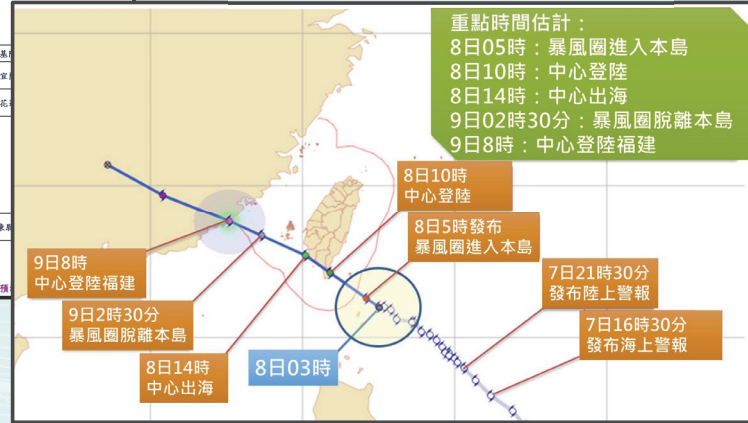 重點時間估計：
8日05時：暴風圈進入本島
8日10時：中心登陸
8日14時：中心出海
9日02時30分：暴風圈脫離本島
9日8時：中心登陸福建
8日10時
中心登陸
8日5時發布
暴風圈進入本島
7日21時30分
發布陸上警報
7日16時30分
發布海上警報
9日8時
中心登陸福建
9日2時30分
暴風圈脫離本島
8日14時
中心出海
8日03時